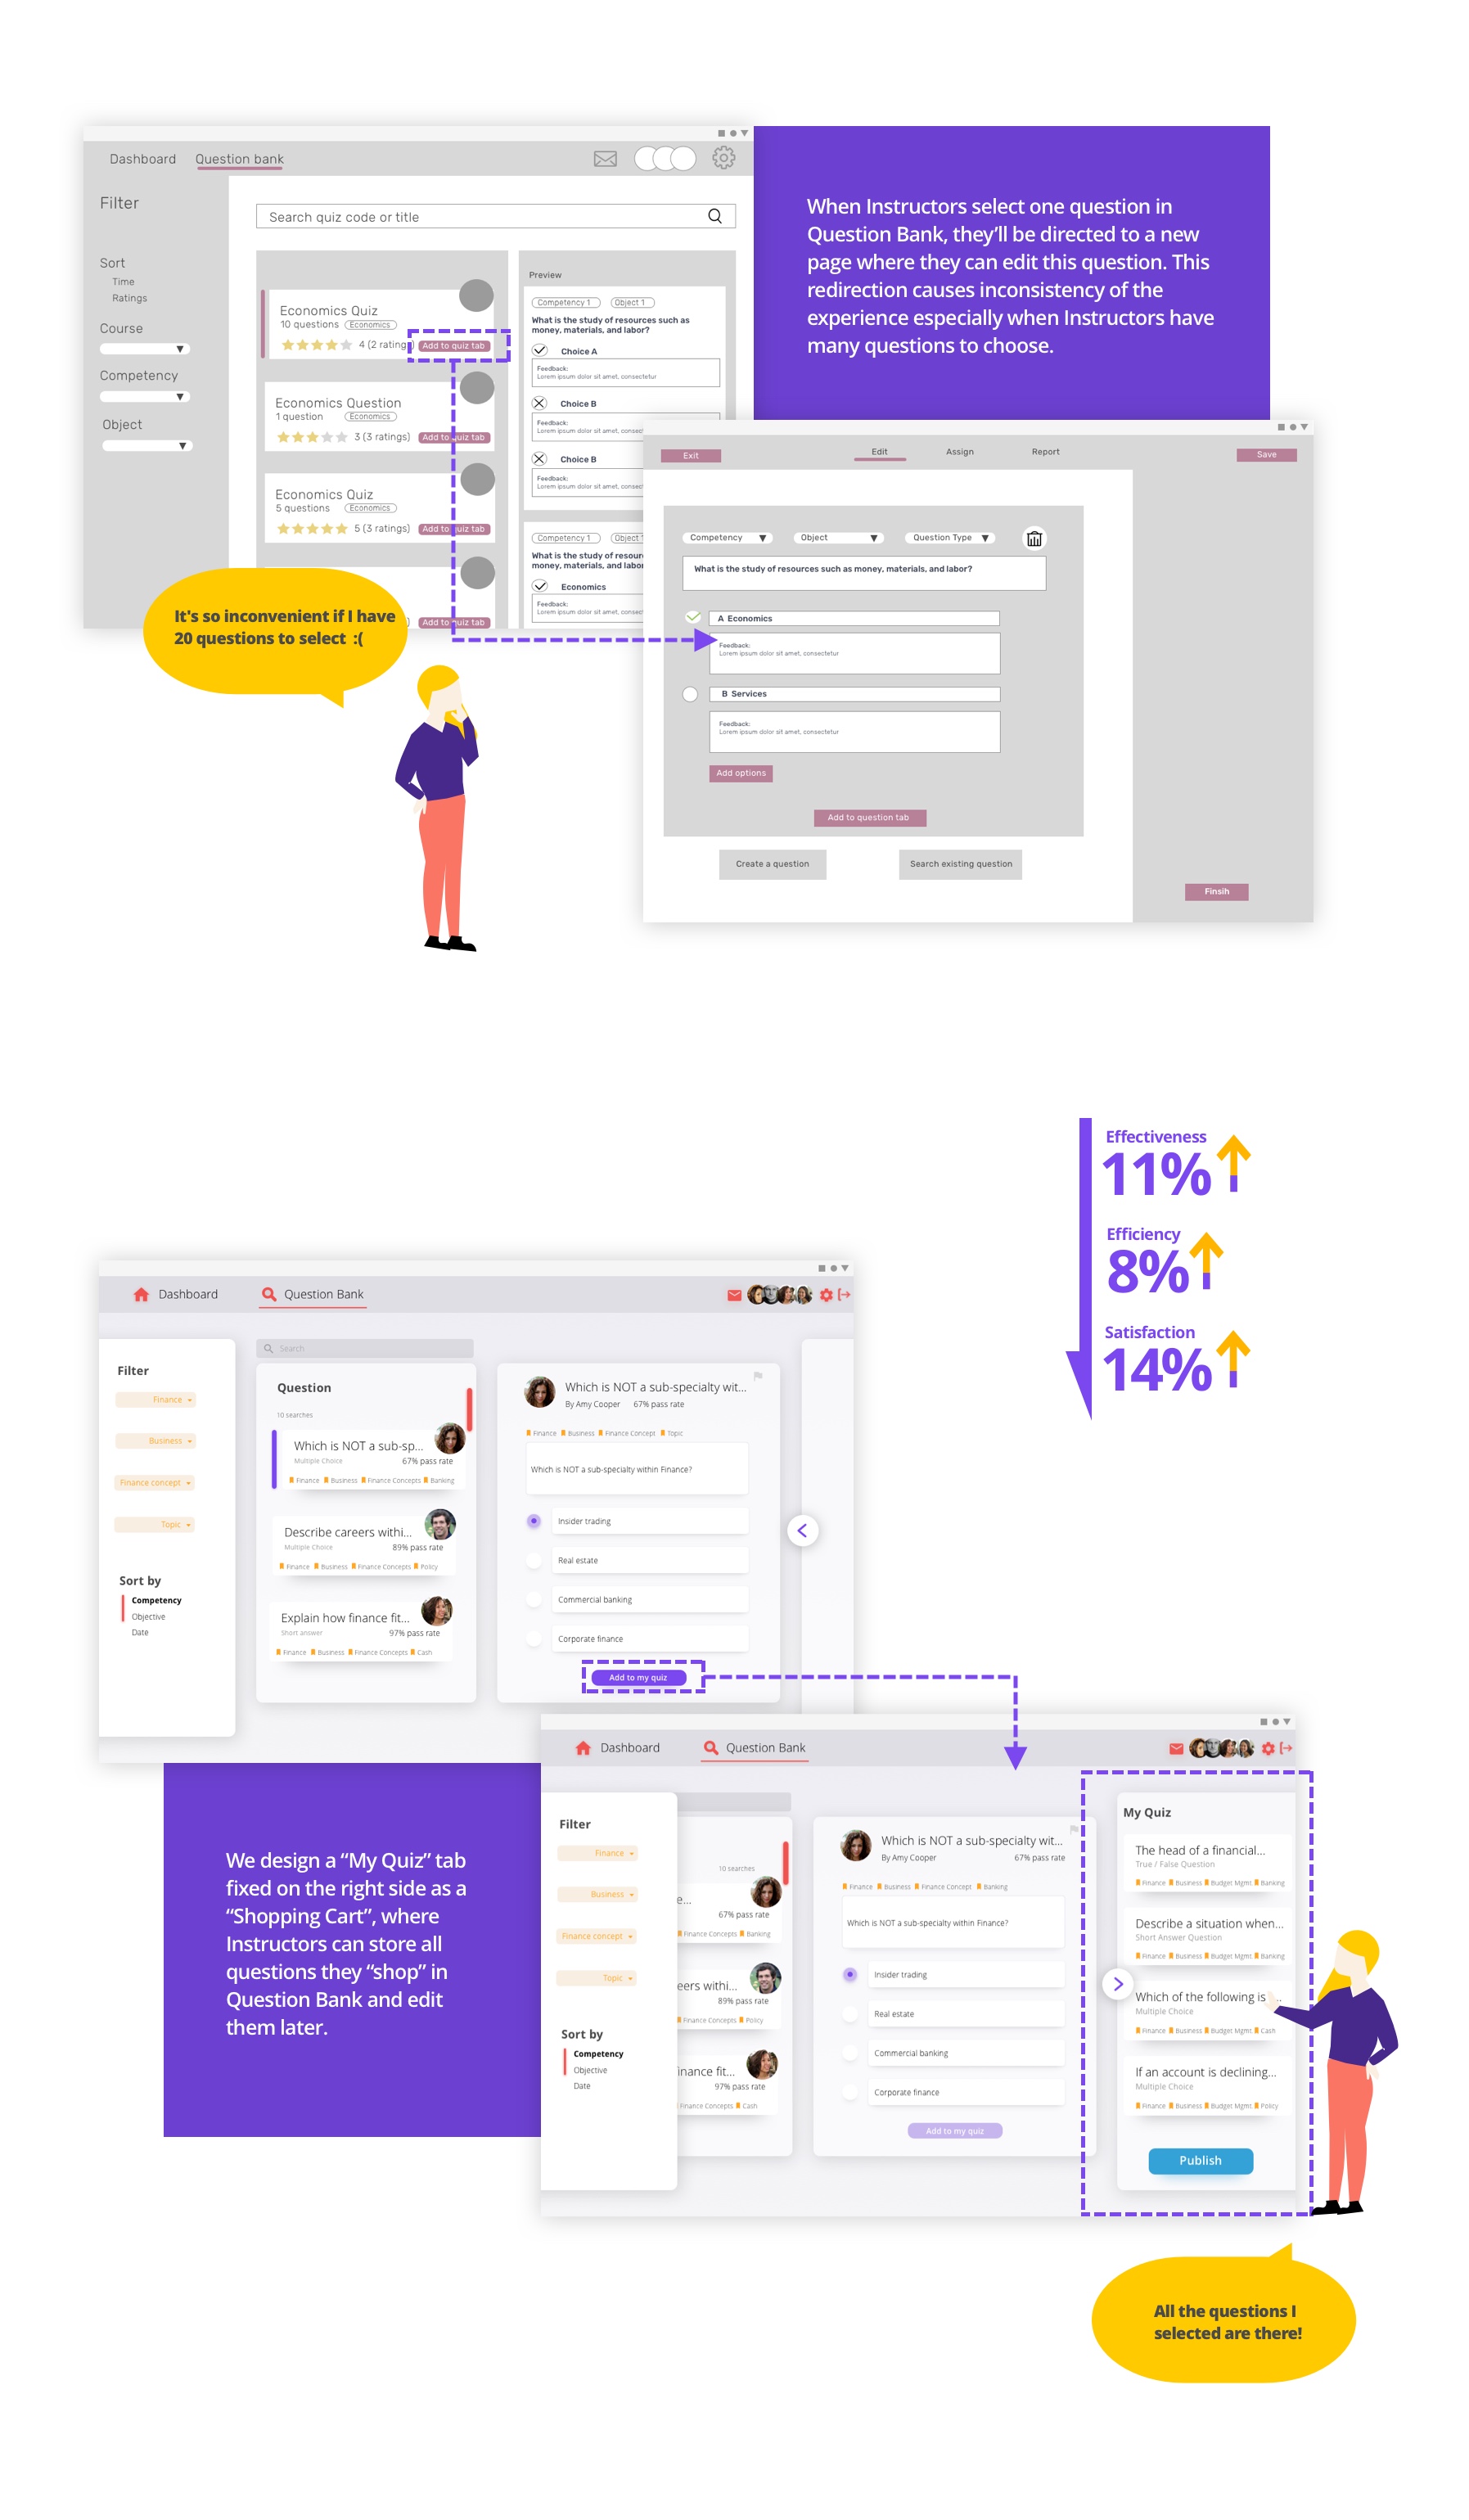 Dashboard
Question bank
Filter
Sort
Time
Ratings
Course
Competency
Object
Search quiz code or title
Economics Quiz
10 questions
Economics
4 (2 ratings
Add to quiz tab
Economics Question
1 question
Economics
3 (3 ratings)
Add to quiz tab
Economics Quiz
5 questions
Economics
5 (3 ratings)
Add to quiz tab
)
Add to quiz tab
Preview
Competency 1
Object 1
What is the study of resources such as
money, materials, and labor?
Choice A
Feedback:
Lorem ipsum dolor sit amet, consectetur
Choice B
Feedback:
Lorem ipsum dolor sit amet, consec
Choice B
Feedback:
Lorem ipsum dolor sit amet, consec
Competency 1
Object 1
What is the study of resou
money, materials, and labor
Economics
Feedback:
Lorem ipsum dolor sit amet, consec
When Instructors select one question in
Question Bank, they’ll be directed to a new
page where they can edit this question. This
redirection causes inconsistency of the
experience especially when Instructors have
many questions to choose.
It's so inconvenient if I have
20 questions to select :(
Exit
Edit
Assign
Report
Save
Competency
Object
Question Type
What is the study of resources such as money, materials, and labor?
A Economics
Feedback:
Lorem ipsum dolor sit amet, consectetur
B Services
Feedback:
Lorem ipsum dolor sit amet, consectetur
Add options
Add to question tab
Create a question
Search existing question
Finsih
Effectiveness
11%
Efficiency
8%
Satisfaction
14%
Dashboard
Question Bank
Filter
Finance
Business
Finance concept
Topic
Sort by
Competency
Objective
Date
Search
Question
10 searches
Which is NOT a sub-sp...
Multiple Choice
67% pass rate
Finance Business Finance Concepts Banking
Describe careers withi...
Multiple Choice
89% pass rate
Finance Business Finance Concepts Policy
Explain how finance fit...
Short answer
97% pass rate
Finance Business Finance Concepts Cash
Which is NOT a sub-specialty wit...
By Amy Cooper 67% pass rate
Finance Business Finance Concept Topic
Which is NOT a sub-specialty within Finance?
Insider trading
Real estate
Commercial banking
Corporate finance
Add to my quiz
We design a “My Quiz” tab
fixed on the right side as a
“Shopping Cart”, where
Instructors can store all
questions they “shop” in
Question Bank and edit
them later.
Dashboard
Question Bank
Filter
Finance
Business
Finance concept
Topic
Sort by
Competency
Objective
Date
10 searches
e...
67% pass rate
Finance Concepts Banking
eers withi...
89% pass rate
Finance Concepts Policy
inance fit...
97% pass rate
Finance Concepts Cash
Which is NOT a sub-specialty wit...
By Amy Cooper 67% pass rate
Finance Business Finance Concept Banking
Which is NOT a sub-specialty within Finance?
Insider trading
Real estate
Commercial banking
Corporate finance
Add to my quiz
My Quiz
The head of a financial...
True / False Question
Finance Business Budget Mgmt. Banking
Describe a situation when...
Short Answer Question
Finance Business Budget Mgmt. Banking
Which of the following is ...
Multiple Choice
Finance Business Budget Mgmt. Cash
If an account is declining...
Multiple Choice
Finance Business Budget Mgmt. Policy
Publish
All the questions I
selected are there!